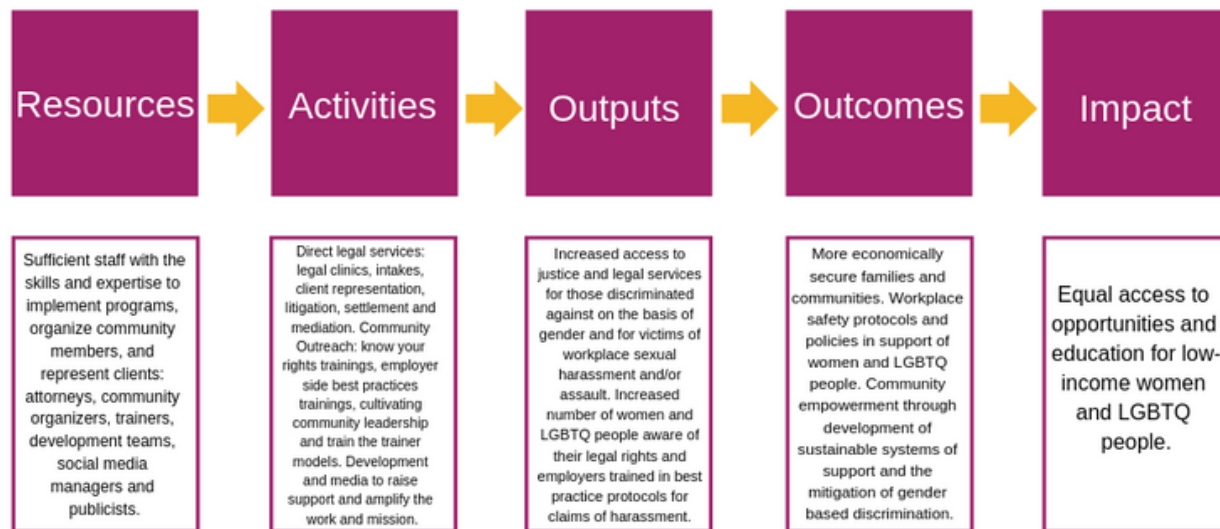 Resources
Activities
Outputs
Outcomes
Impact
Sufficient staff with the
skills and expertise to
implement programs,
organize community
members, and
represent clients:
attorneys, community
organizers, trainers,
development teams,
social media
managers and
publicists.
Direct legal services:
legal clinics, intakes,
client representation,
litigation, settlement and
mediation. Community
Outreach: know your
rights trainings, employer
side best practices
trainings, cultivating
community leadership
and train the trainer
models. Development
and media to raise
support and amplify the
work and mission.
Increased access to
justice and legal services
for those discriminated
against on the basis of
gender and for victims of
workplace sexual
harassment and/or
assault. Increased
number of women and
LGBTQ people aware of
their legal rights and
employers trained in best
practice protocols for
claims of harassment.
More economically
secure families and
communities. Workplace
safety protocols and
policies in support of
women and LGBTQ
people. Community
empowerment through
development of
sustainable systems of
support and the
mitigation of gender
based discrimination.
Equal access to
opportunities and
education for low-
income women
and LGBTQ
people.